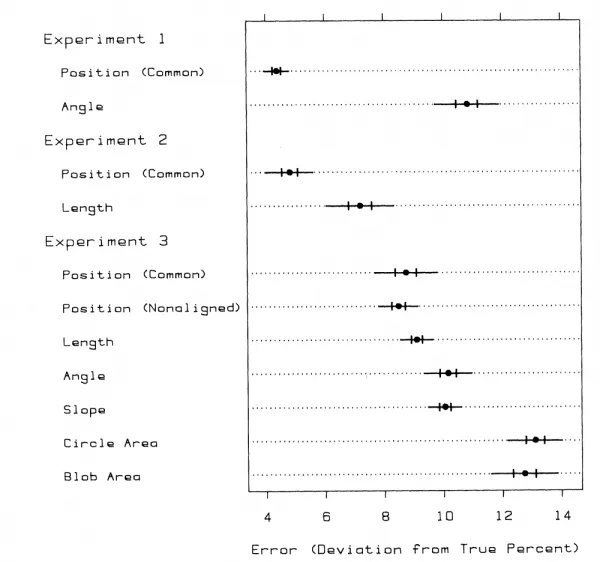 Experiment 1
Position (Common)
Angle
Experiment 2
Position (Common)
Length
Experiment 3
Position (Common)
Position (Nonaligned)
Length
Angle
Slope
Circle Area
Blob Area
4 6 8 10 12 14
Error (Deviation from True Percent)